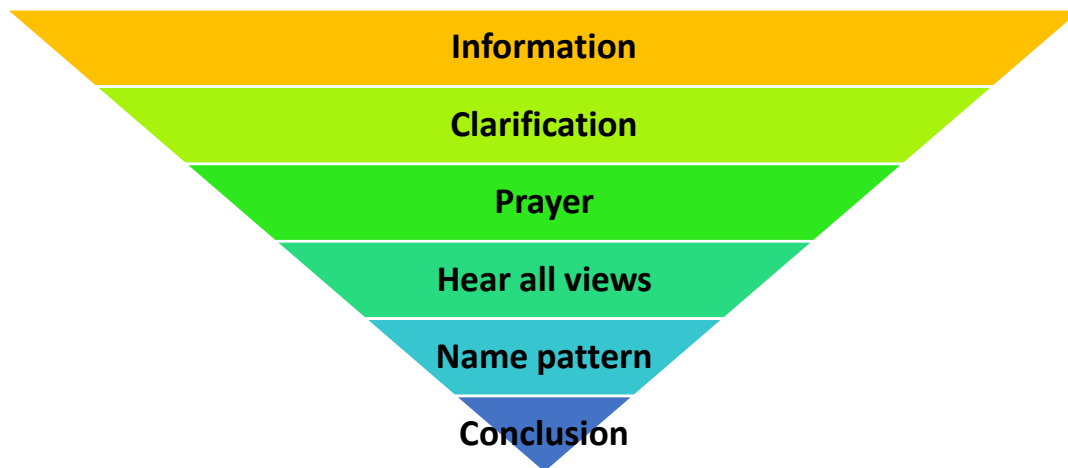 Information
Clarification
Prayer
Hear all views
Name pattern
Conclusion